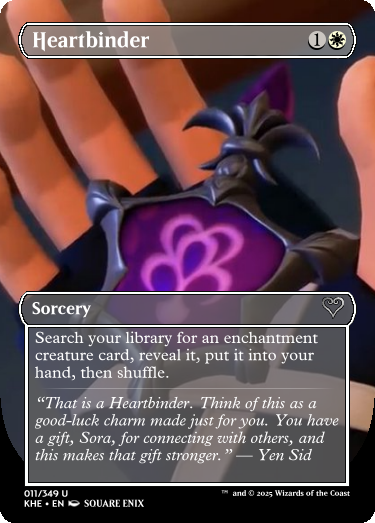 Heartbinder 1
Sorcery
Search your library for an enchantment
creature card, reveal it, put it into your
hand, then shuffle.
“That is a Heartbinder. Think of this as a
good-luck charm made just for you. You have
a gift, Sora, for connecting with others, and
this makes that gift stronger.” — Yen Sid
011/349 U
KHE • EN SQUARE ENIX
™ and © 2025 Wizards of the Coast